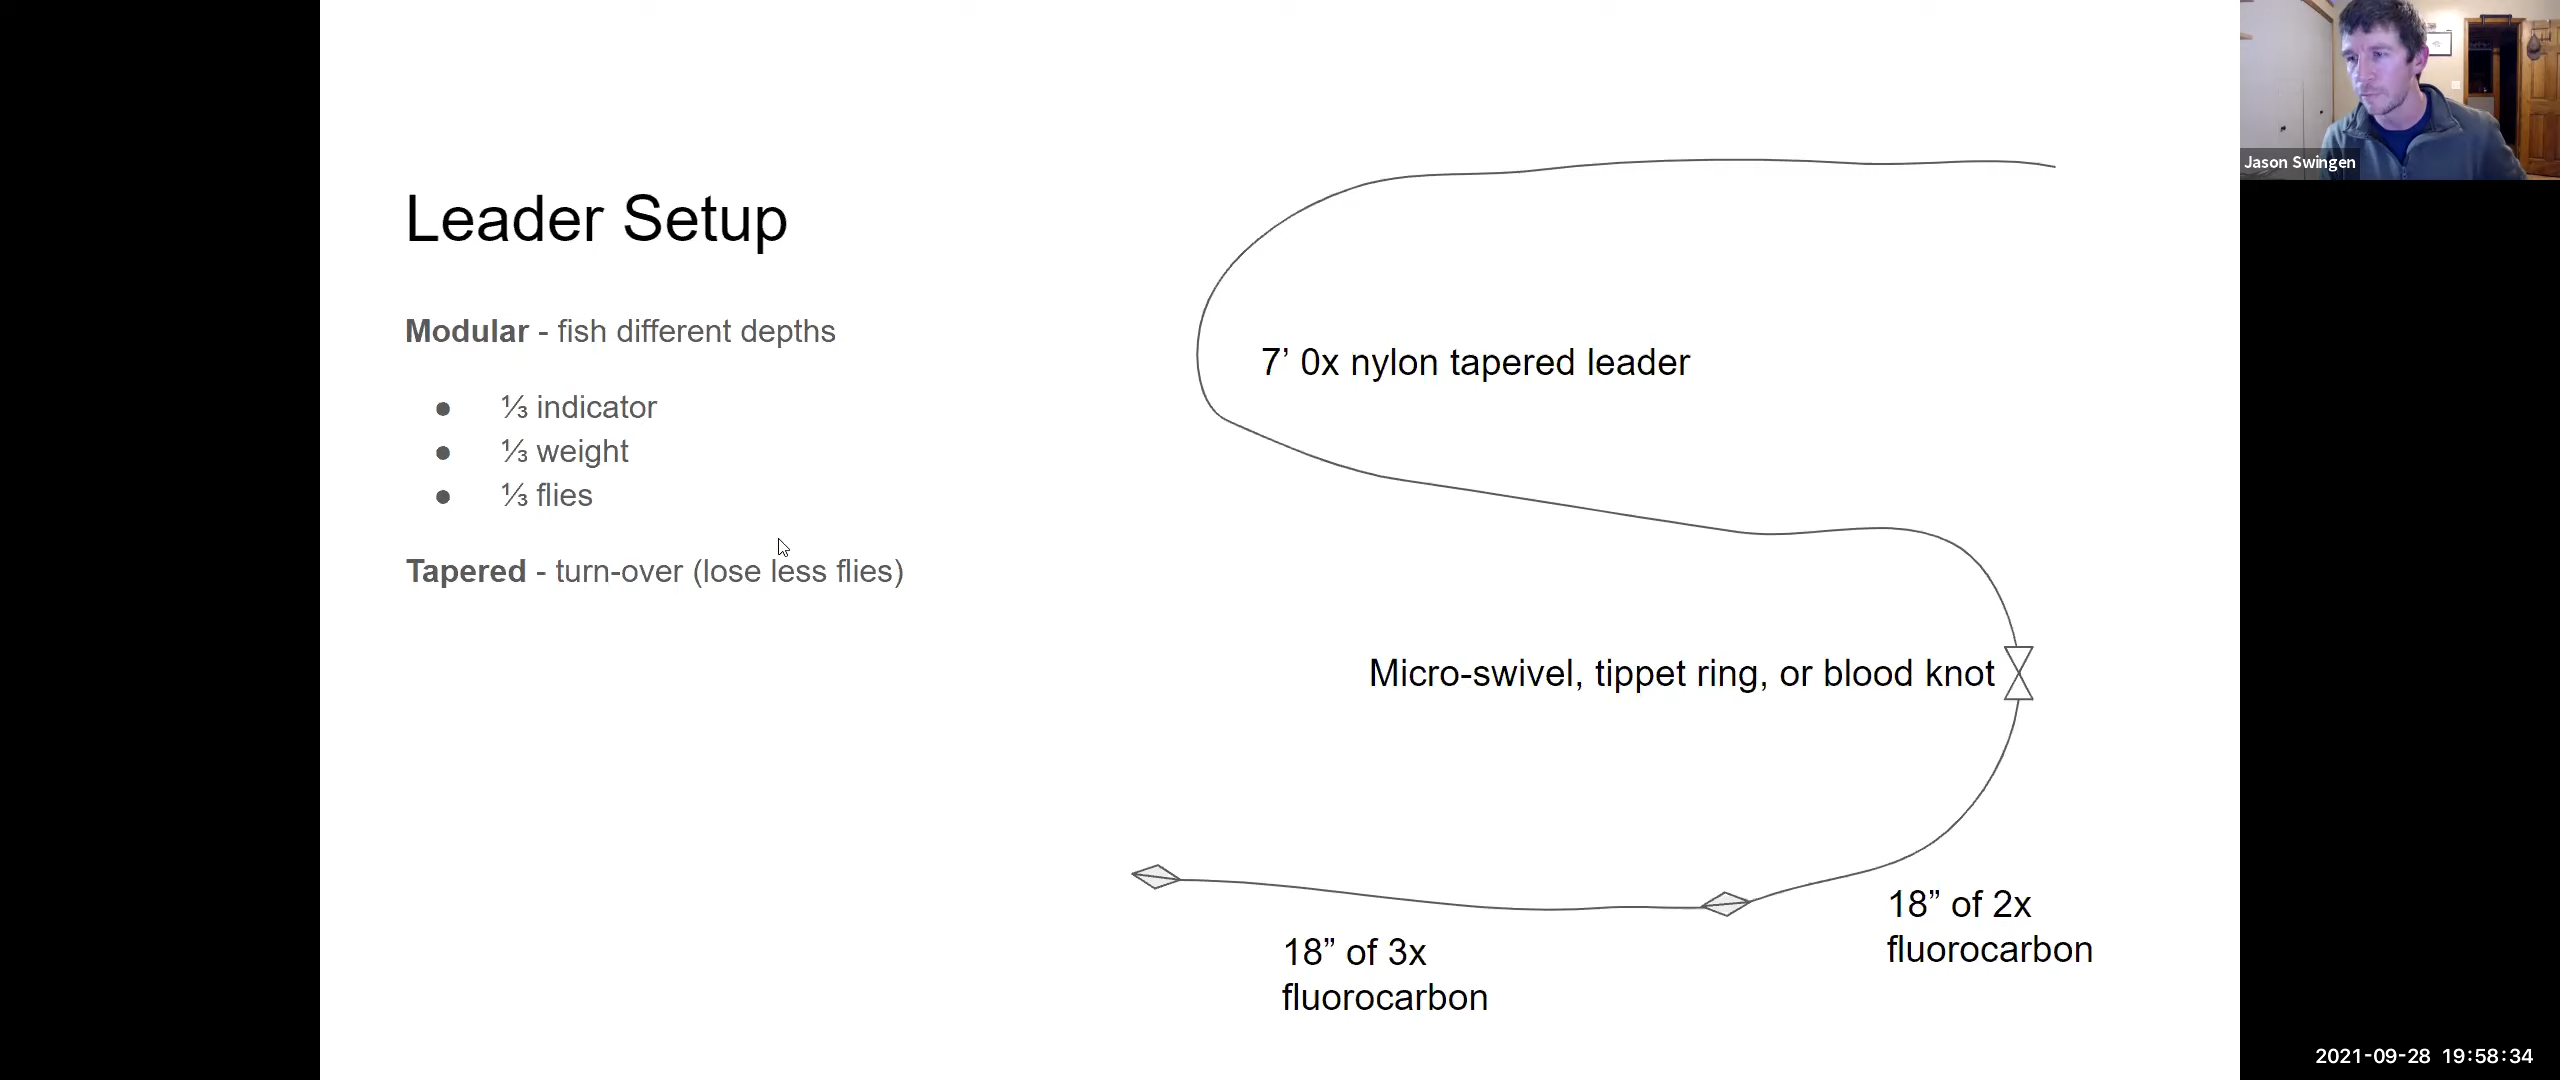 Leader Setup
Modular - fish different depths
● ⅓ indicator
● ⅓ weight
● ⅓ flies
Tapered - turn-over (lose less flies)
7’ 0x nylon tapered leader
Micro-swivel, tippet ring, or blood knot
18” of 2x
fluorocarbon
18” of 3x
fluorocarbon
Jason Swingen
2021-09-28 19:58:34